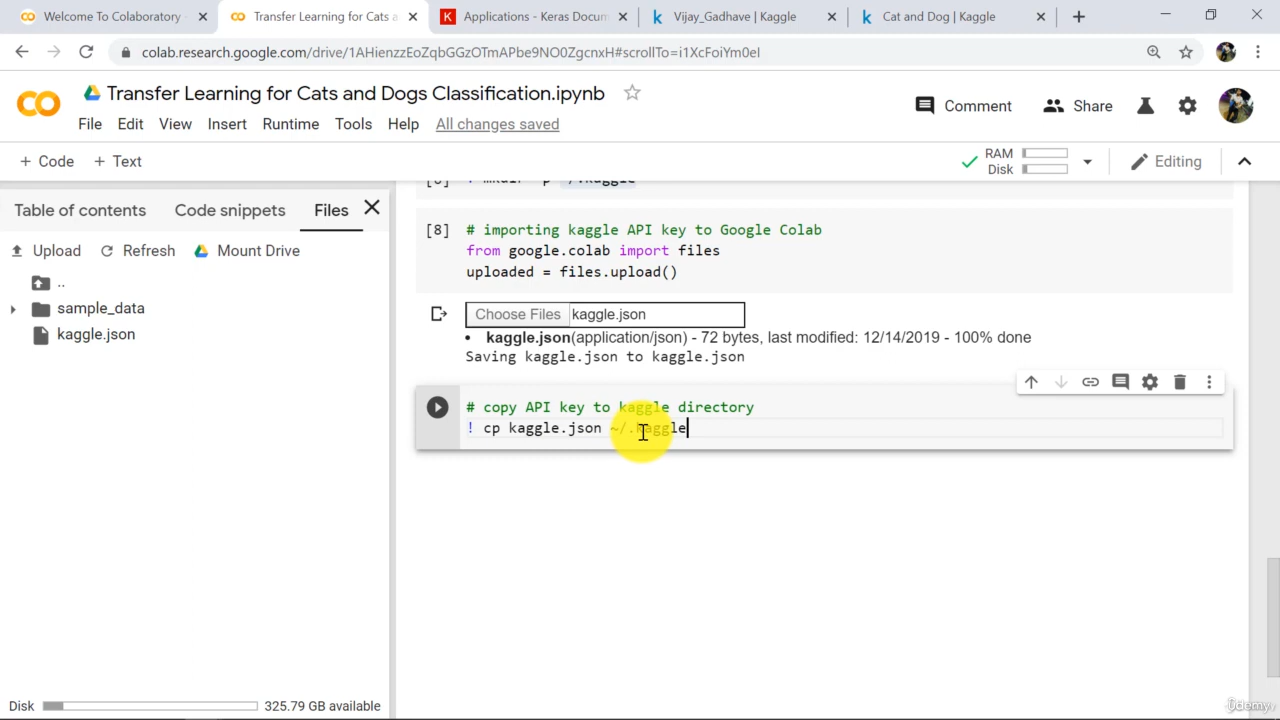 Welcome To Colaboratory
Transfer Learning for Cats a
Applications - Keras Docum
Vijay_Gadhave | Kaggle
Cat and Dog | Kaggle
colab.research.google.com/drive/1AHienzzEoZqbGGzOTmAPbe9NO0ZgcnxH#scrollTo=i1XcFoiYm0eI
Transfer Learning for Cats and Dogs Classification.ipynb
File Edit View Insert Runtime Tools Help All changes saved
Comment Share
+ Code + Text
RAM
Disk
Editing
Table of contents Code snippets Files
Upload Refresh Mount Drive
..
sample_data
kaggle.json
Disk 325.79 GB available
[8] # importing kaggle API key to Google Colab
from google.colab import files
uploaded = files.upload()
Choose Files kaggle.json
• kaggle.json(application/json) - 72 bytes, last modified: 12/14/2019 - 100% done
Saving kaggle.json to kaggle.json
# copy API key to kaggle directory
! cp kaggle.json ~/.kaggle
Udemy